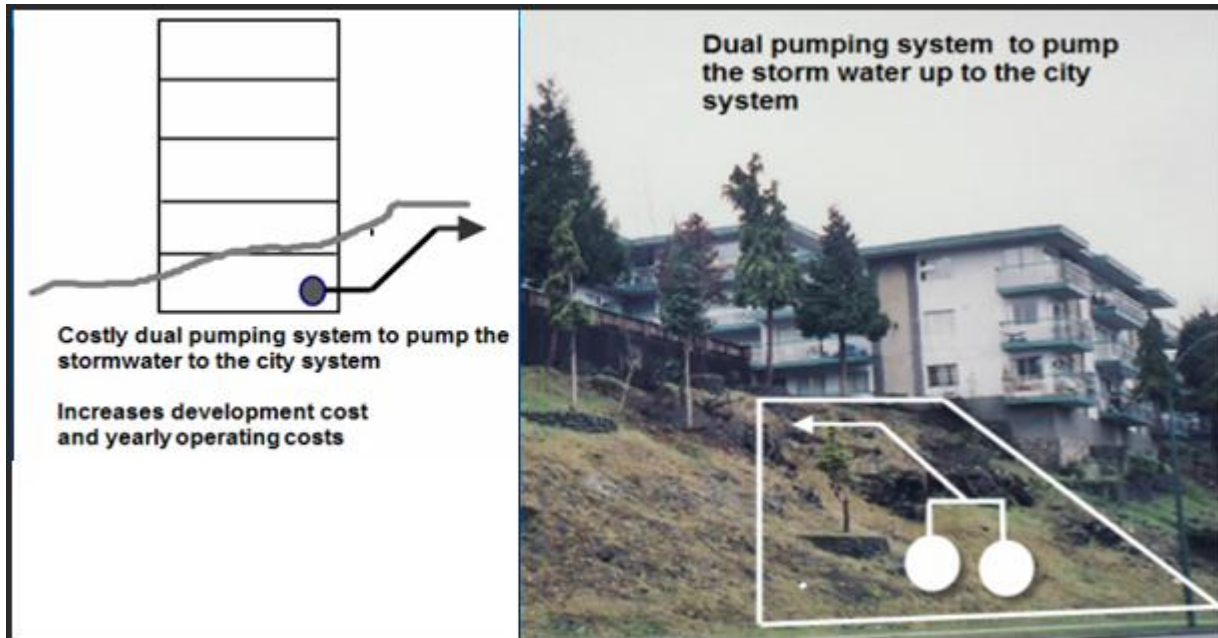 Costly dual pumping system to pump the
stormwater to the city system
Increases development cost
and yearly operating costs
Dual pumping system to pump
the storm water up to the city
system